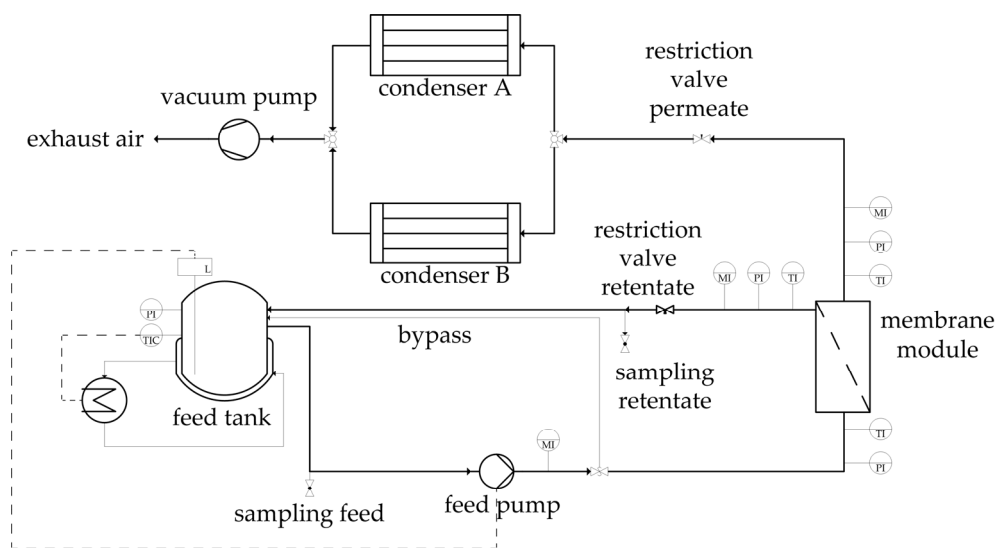 condenser A
restriction
valve
permeate
vacuum pump
exhaust air
MI
restriction
valve
retentate
condenser B
PI
MI
PI
TI
TI
L
PI
membrane
module
bypass
TIC
sampling
retentate
feed tank
TI
MI
PI
feed pump
sampling feed